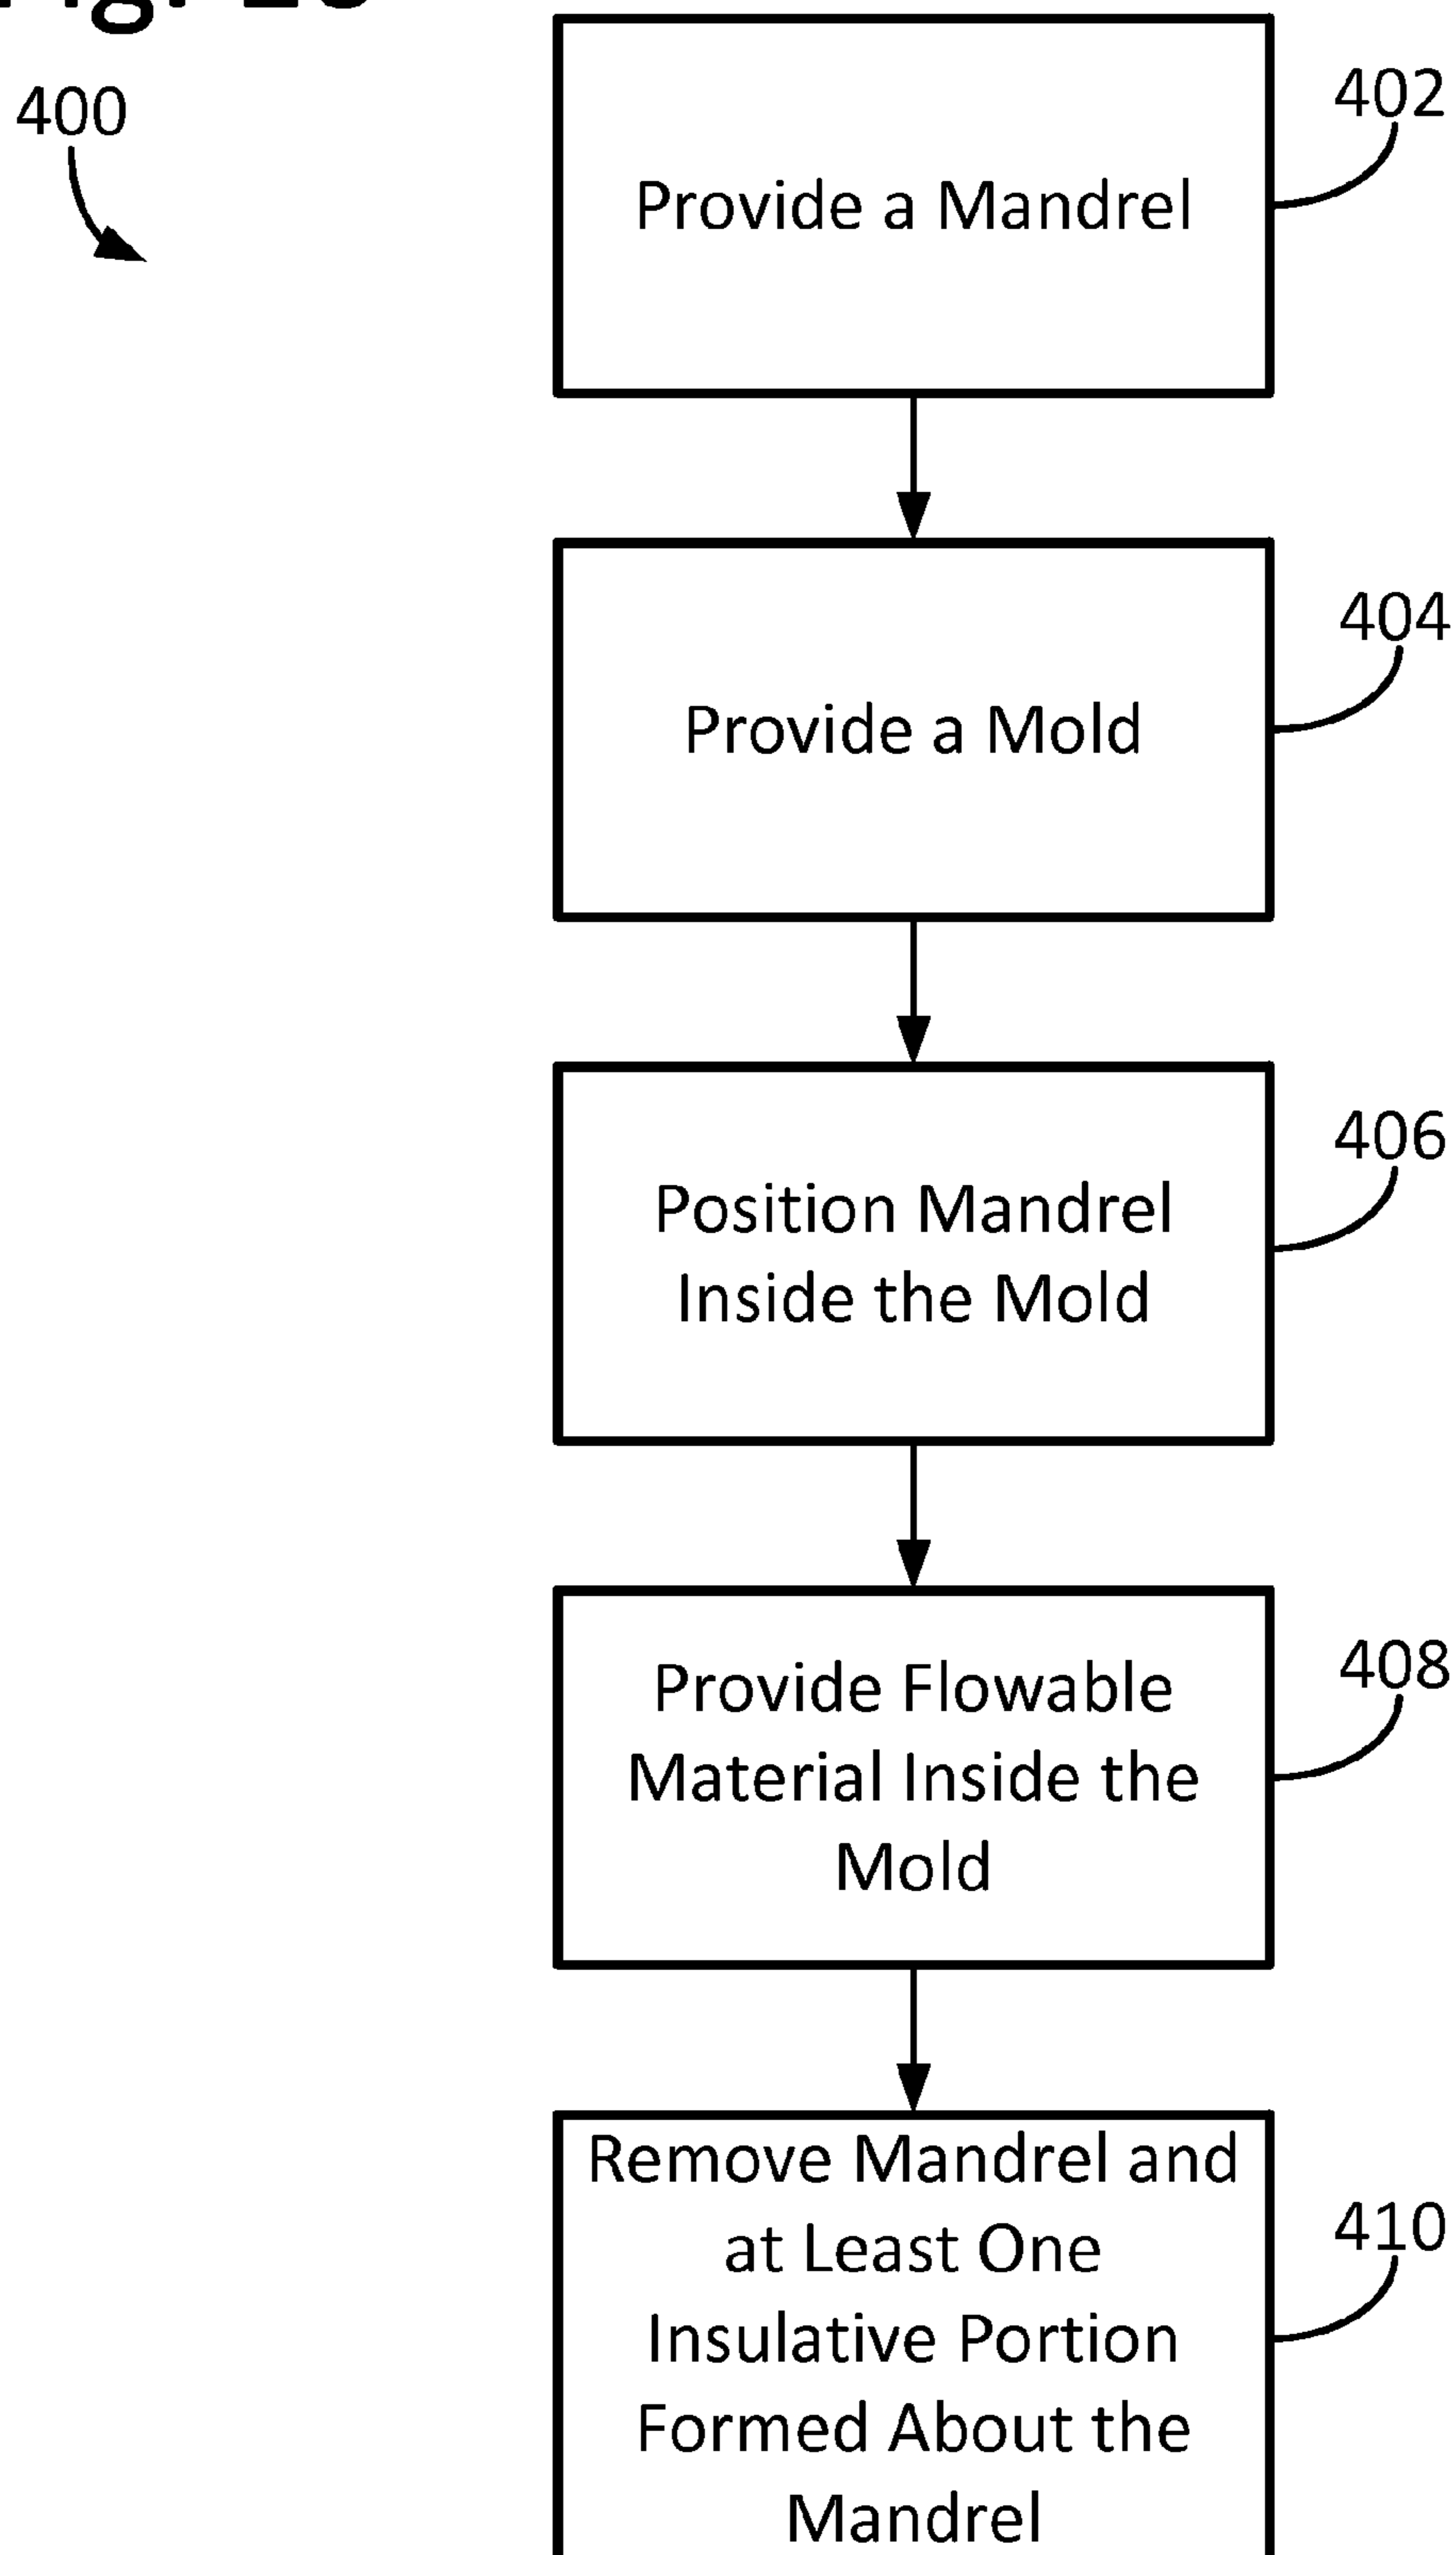 400
402
Provide a Mandrel
404
Provide a Mold
406
Position Mandrel
Inside the Mold
408
Provide Flowable
Material Inside the
Mold
410
Remove Mandrel and
at Least One
Insulative Portion
Formed About the
Mandrel